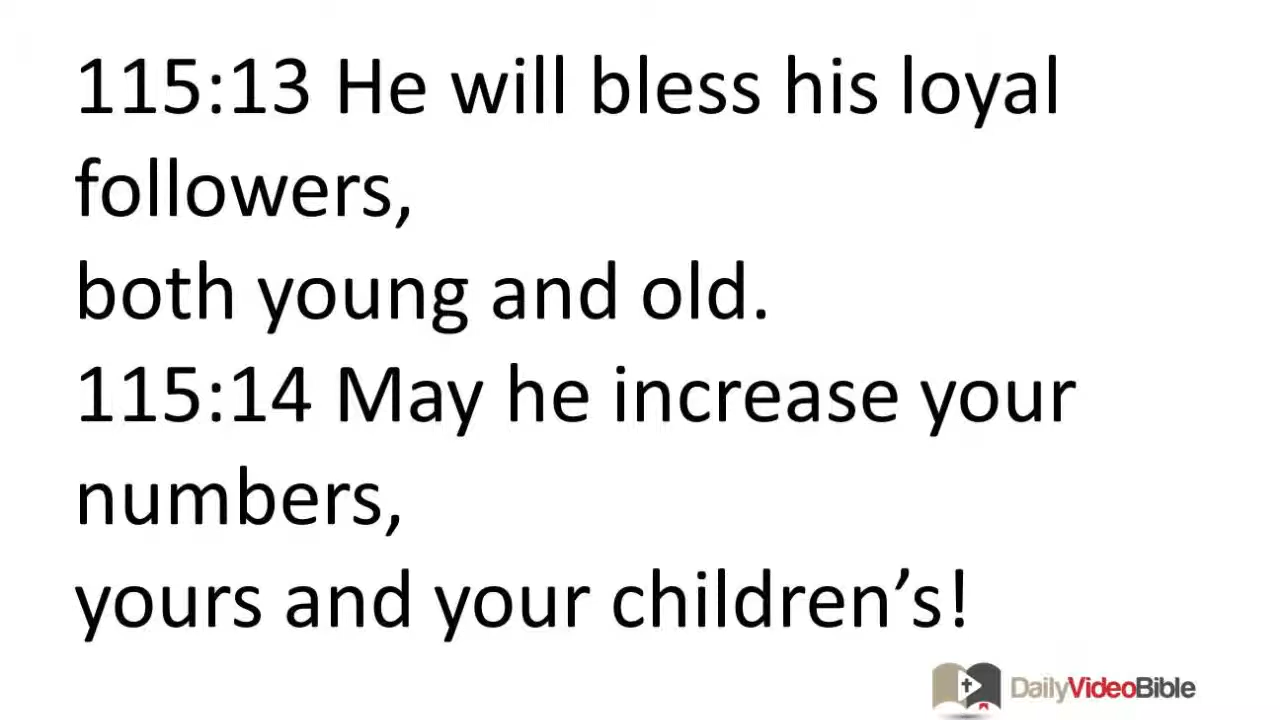 115:13 He will bless his loyal
followers,
both young and old.
115:14 May he increase your
numbers,
yours and your children’s!
DailyVideoBible